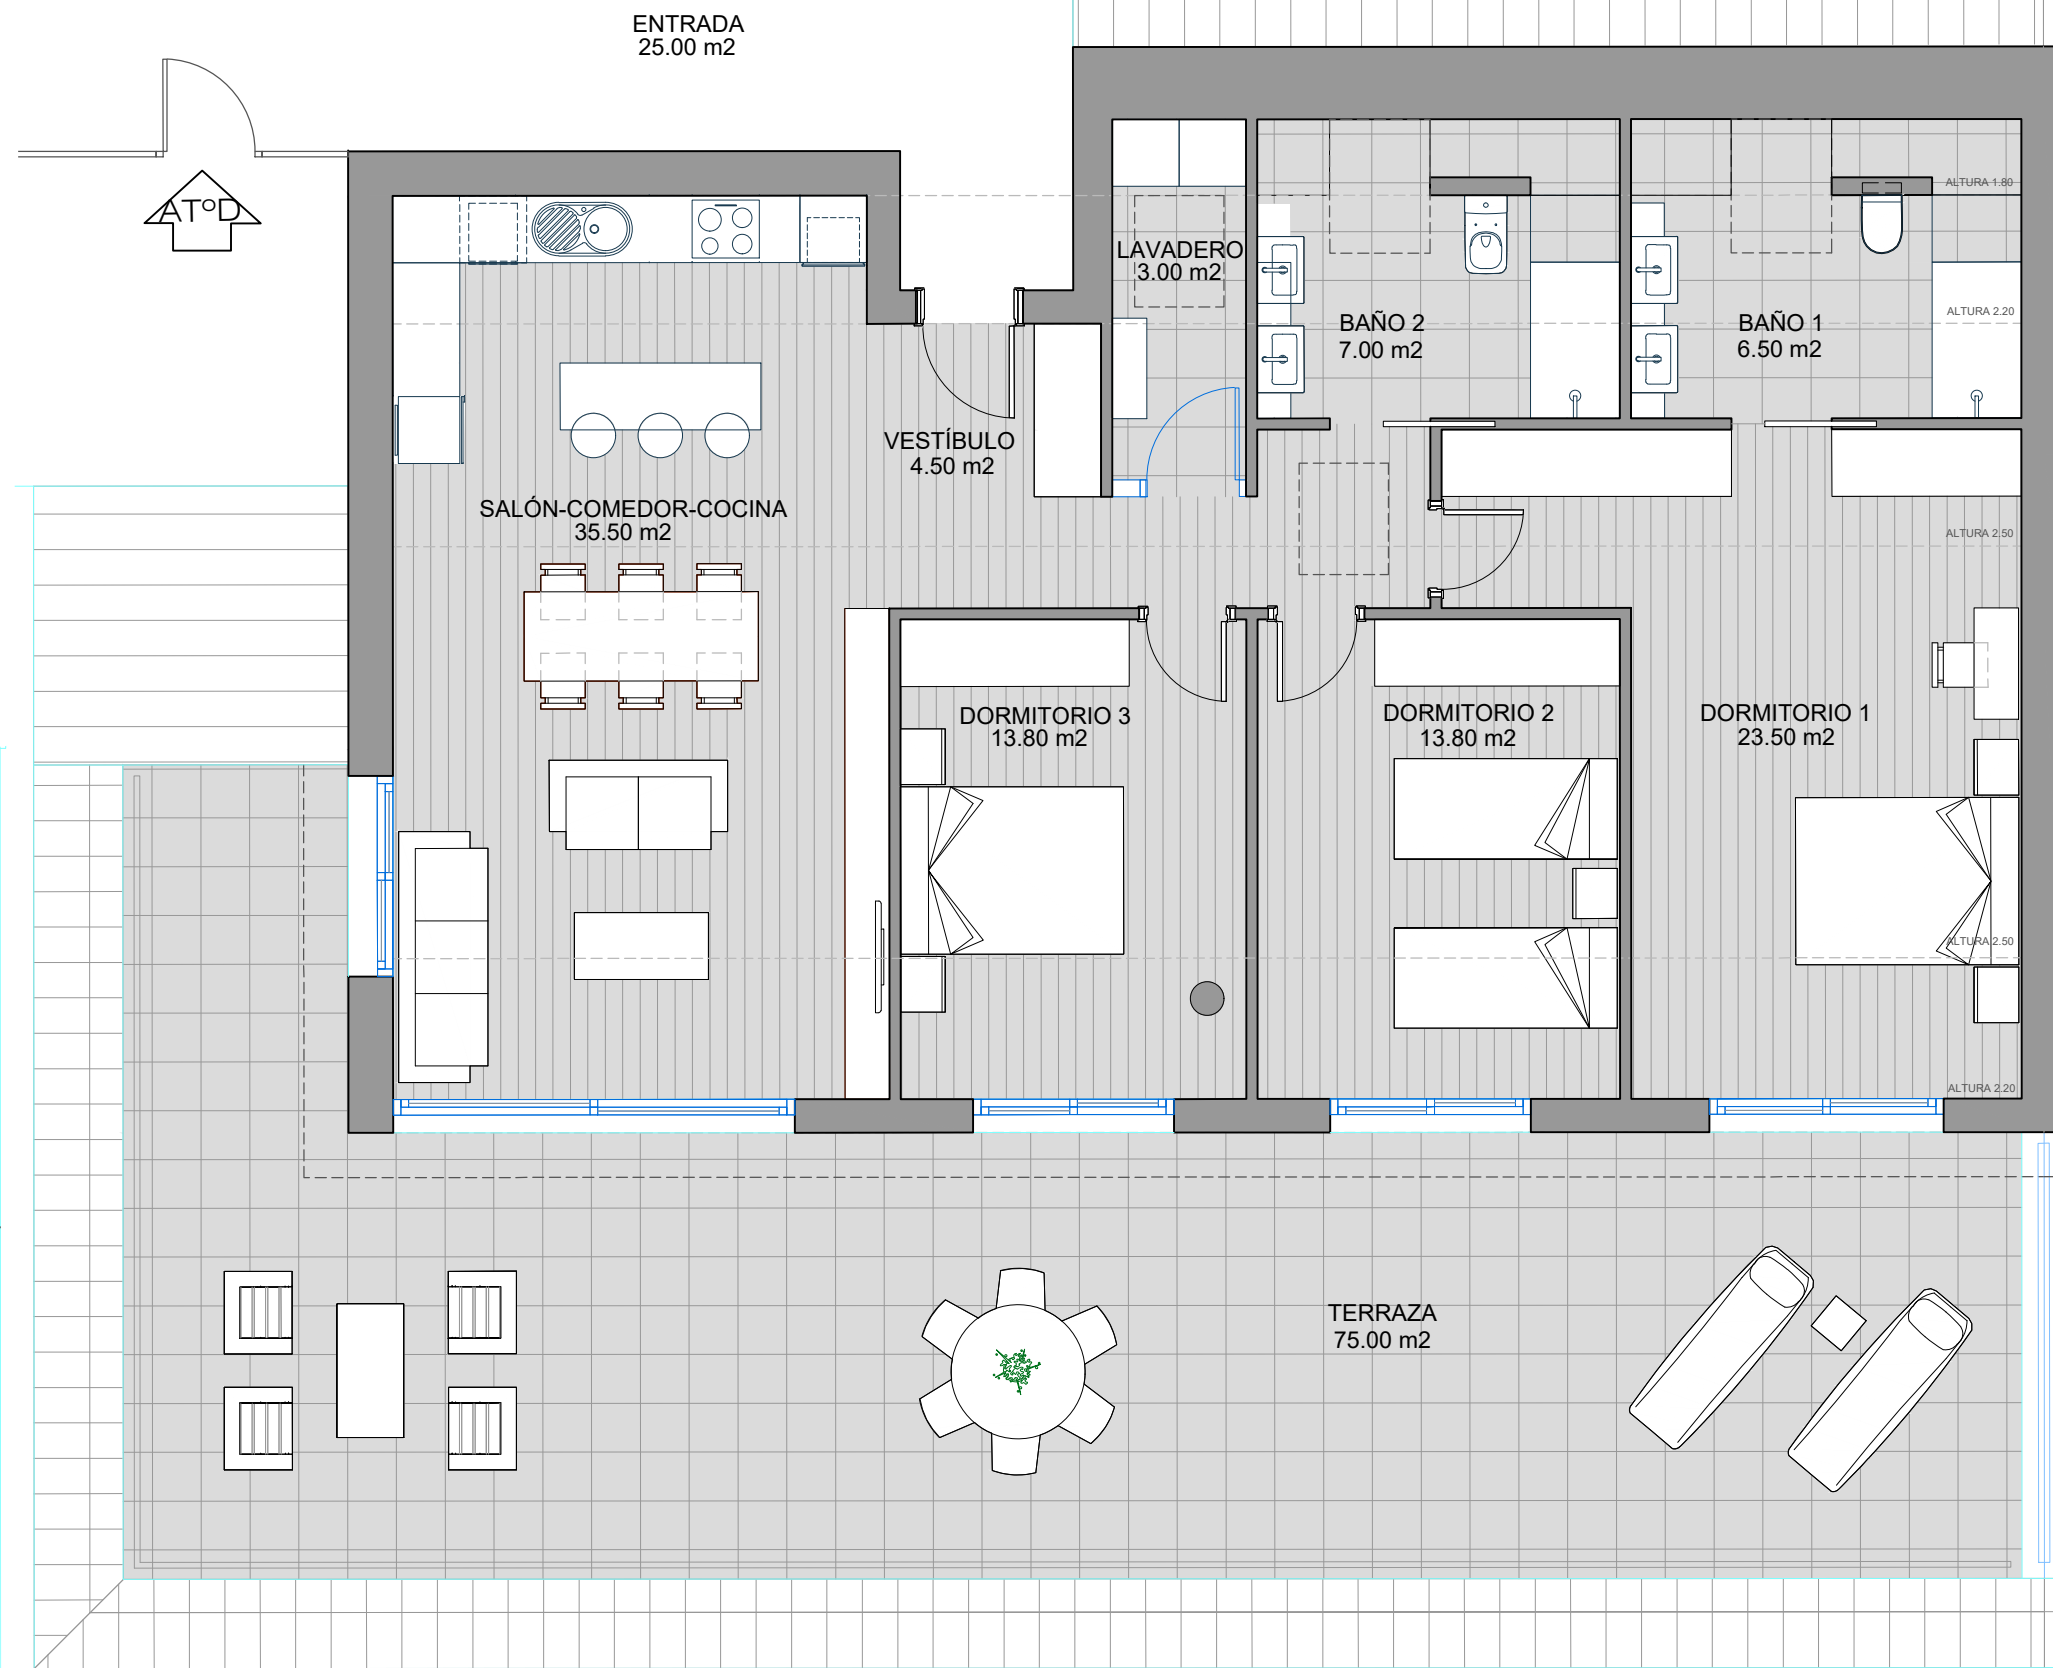 ENTRADA
25.00 m2
ATºD
ALTURA 1.80
LAVADERO
3.00 m2
ALTURA 2.20
BAÑO 2
7.00 m2
BAÑO 1
6.50 m2
VESTÍBULO
4.50 m2
SALÓN-COMEDOR-COCINA
35.50 m2
ALTURA 2.50
DORMITORIO 3
13.80 m2
DORMITORIO 2
13.80 m2
DORMITORIO 1
23.50 m2
ALTURA 2.50
ALTURA 2.20
TERRAZA
75.00 m2